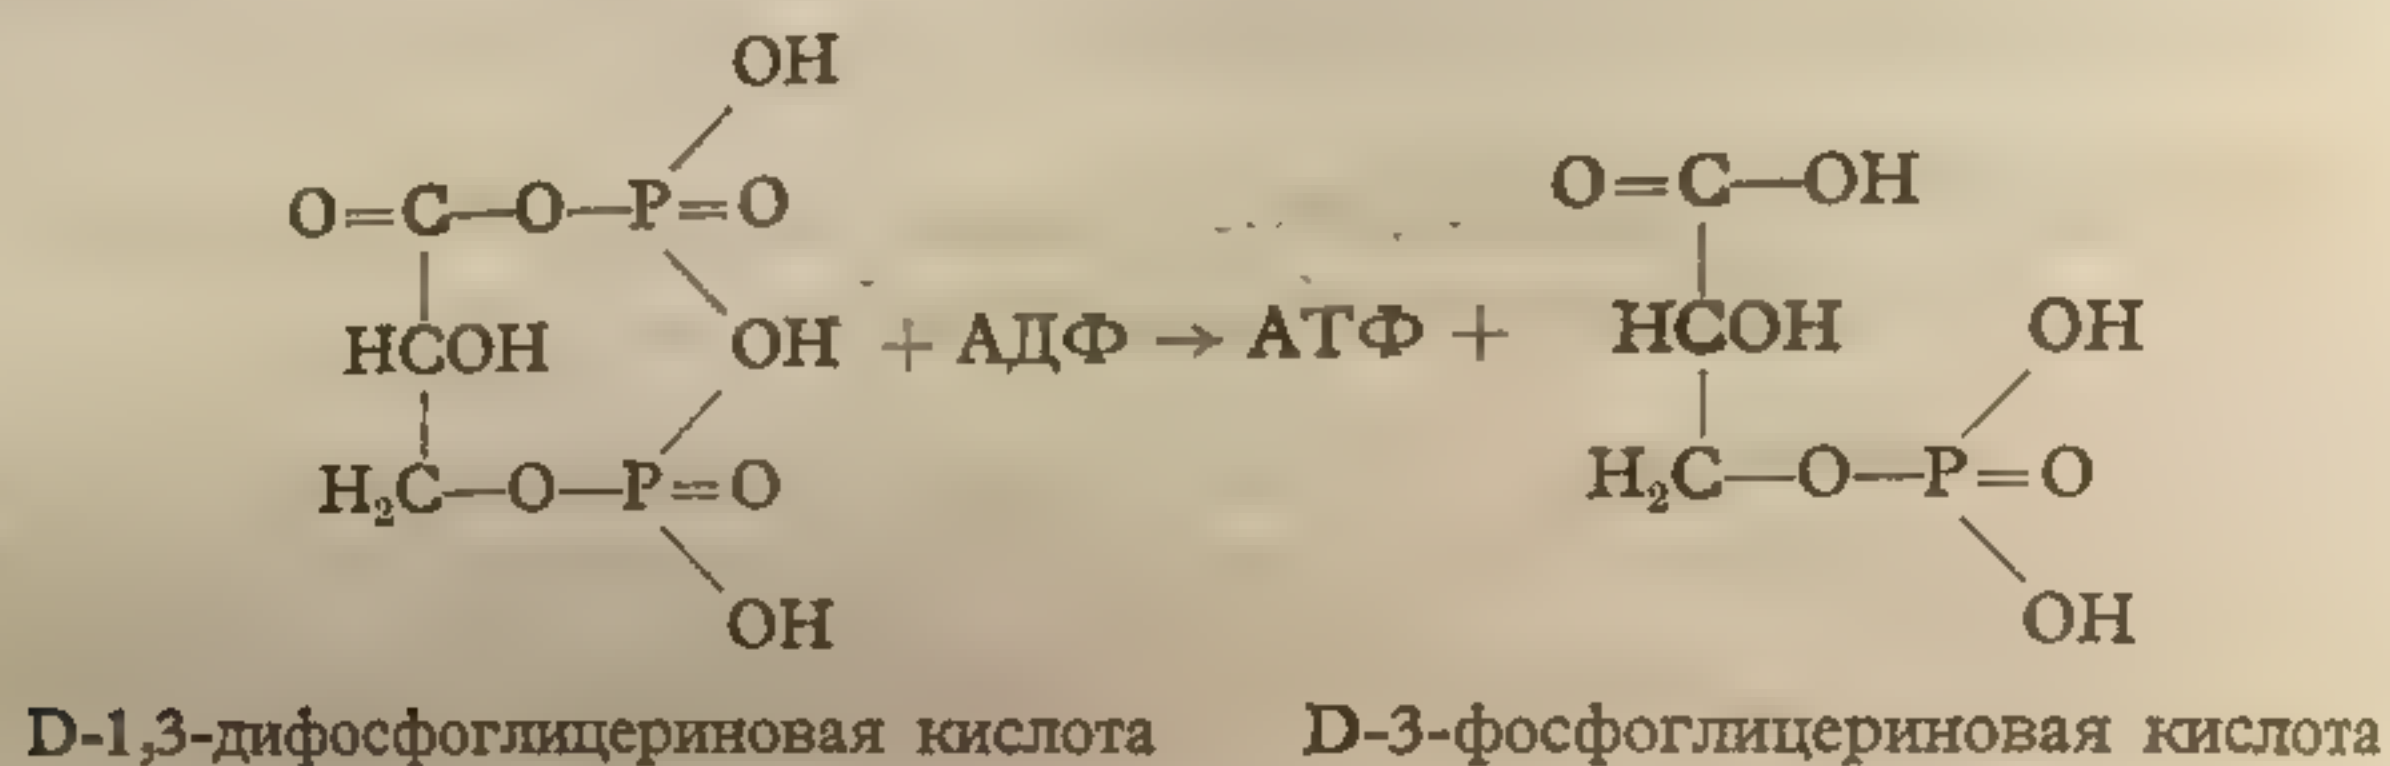 OH
O=C—O—P=O
O=C—OH
HCOH
OH
+ АДФ → АТФ +
HCOH
OH
H₂C—O—P=O
H₂C—O—P=O
OH
OH
D-1,3-дифосфоглицериновая кислота
D-3-фосфоглицериновая кислота